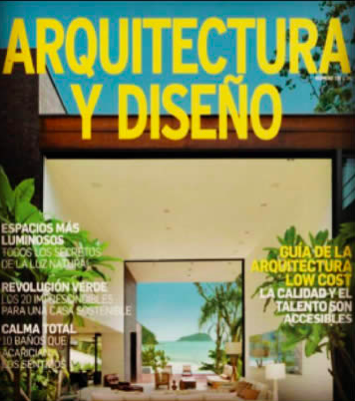 ARQUITECTURA
Y DISEÑO
ESPACIOS MÁS
LUMINOSOS
TODOS LOS SECRETOS
DE LA LUZ NATURAL
REVOLUCIÓN VERDE
LOS 20 IMPRESCINDIBLES
PARA UNA CASA SOSTENIBLE
CALMA TOTAL
10 BAÑOS QUE
ACARICIAN
LOS SENTIDOS
GUÍA DE LA
ARQUITECTURA
LOW COST
LA CALIDAD Y EL
TALENTO SON
ACCESIBLES